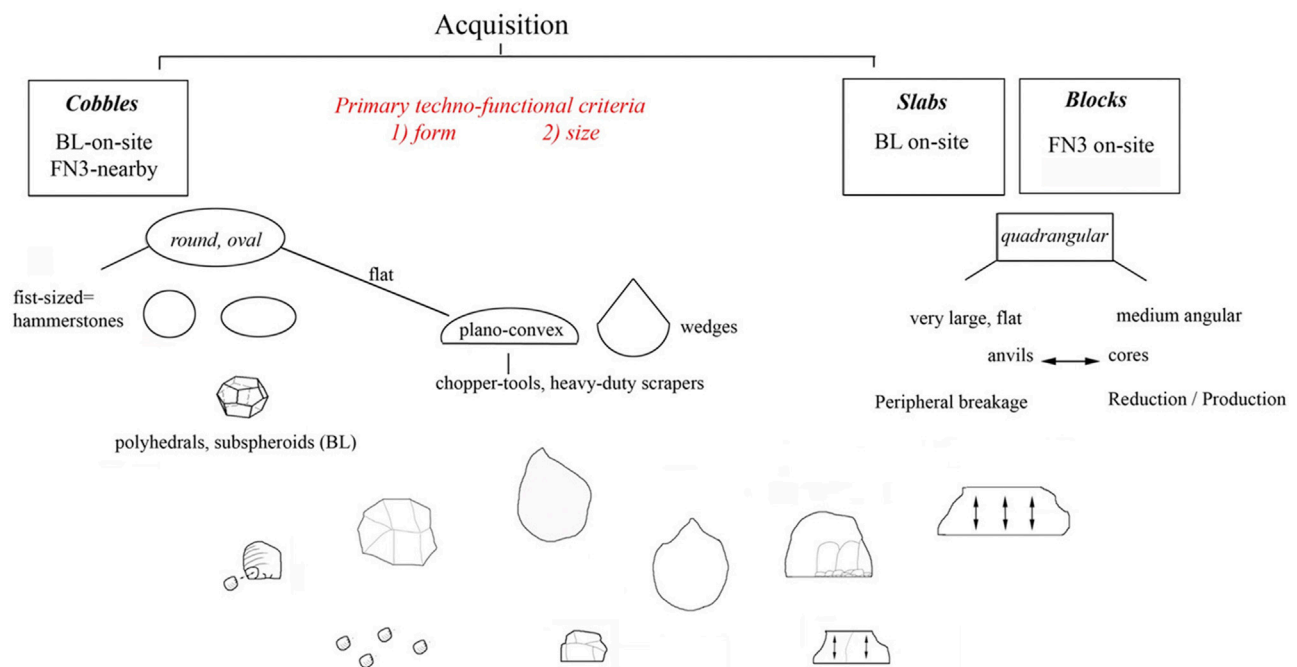 Acquisition
Cobbles
BL-on-site
FN3-nearby
Primary techno-functional criteria
1) form 2) size
Slabs
BL on-site
Blocks
FN3 on-site
round, oval
quadrangular
flat
fist-sized=
hammerstones
plano-convex
wedges
very large, flat
medium angular
anvils
cores
chopper-tools, heavy-duty scrapers
Peripheral breakage
Reduction / Production
polyhedrals, subspheroids (BL)